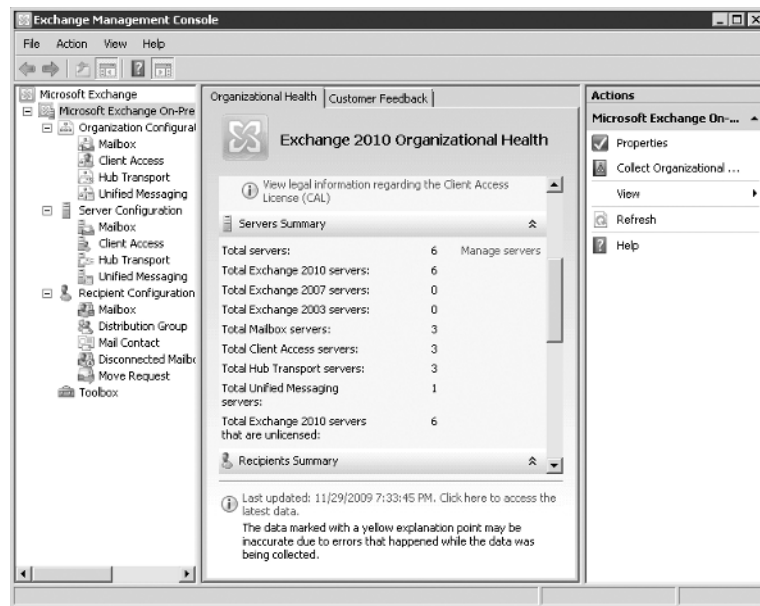 Exchange Management Console
File Action View Help
Microsoft Exchange
Microsoft Exchange On-Pre
Organization Configural
Mailbox
Client Access
Hub Transport
Unified Messaging
Server Configuration
Mailbox
Client Access
Hub Transport
Unified Messaging
Recipient Configuration
Mailbox
Distribution Group
Mail Contact
Disconnected Mailbo
Move Request
Toolbox
Organizational Health Customer Feedback
Exchange 2010 Organizational Health
View legal information regarding the Client Access
License (CAL)
Servers Summary
Total servers: 6 Manage servers
Total Exchange 2010 servers: 6
Total Exchange 2007 servers: 0
Total Exchange 2003 servers: 0
Total Mailbox servers: 3
Total Client Access servers: 3
Total Hub Transport servers: 3
Total Unified Messaging 1
servers:
Total Exchange 2010 servers 6
that are unlicensed:
Recipients Summary
Last updated: 11/29/2009 7:33:45 PM. Click here to access the
latest data.
The data marked with a yellow explanation point may be
inaccurate due to errors that happened while the data was
being collected.
Actions
Microsoft Exchange On-...
Properties
Collect Organizational ...
View
Refresh
Help